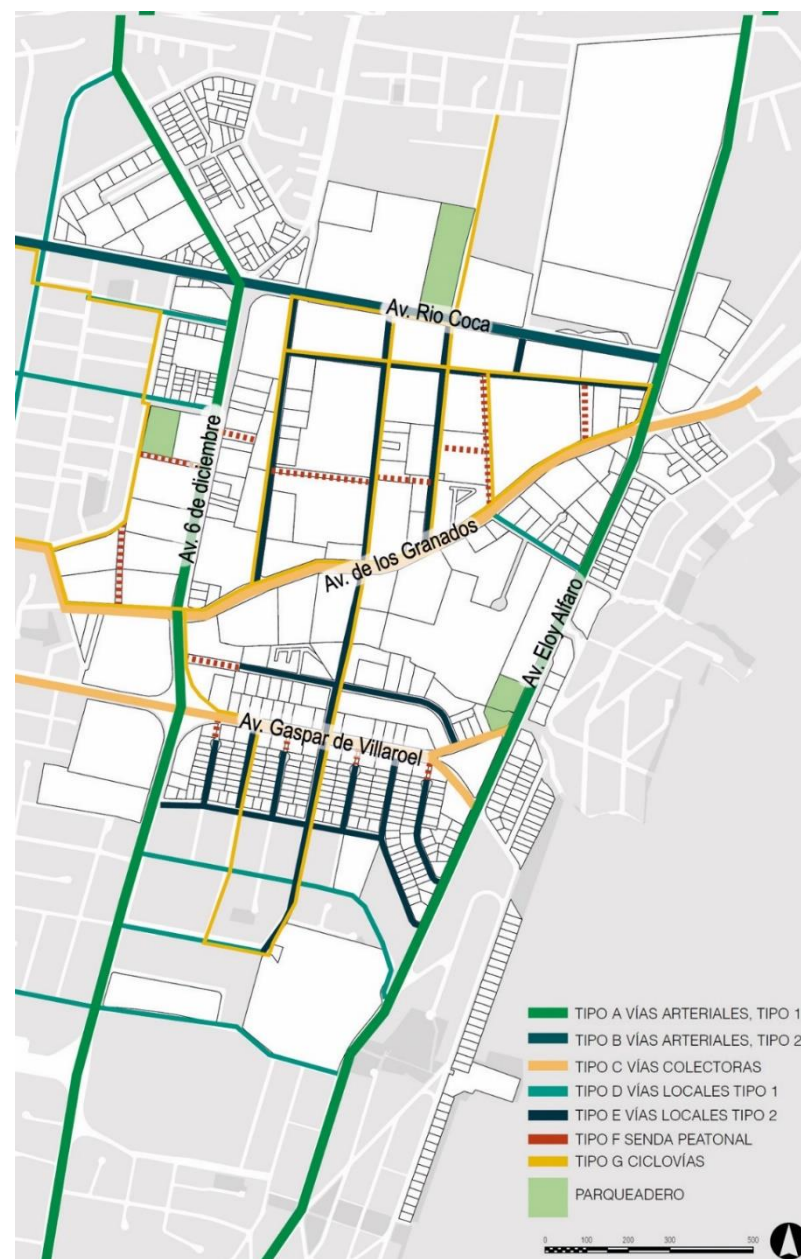 Av. Rio Coca
Av. 6 de diciembre
Av. de los Granados
Av. Eloy Alfaro
Av. Gaspar de Villaroel
TIPO A VÍAS ARTERIALES, TIPO 1
TIPO B VÍAS ARTERIALES, TIPO 2
TIPO C VÍAS COLECTORAS
TIPO D VÍAS LOCALES TIPO 1
TIPO E VÍAS LOCALES TIPO 2
TIPO F SENDA PEATONAL
TIPO G CICLOVÍAS
PARQUEADERO
0 100 200 300 500